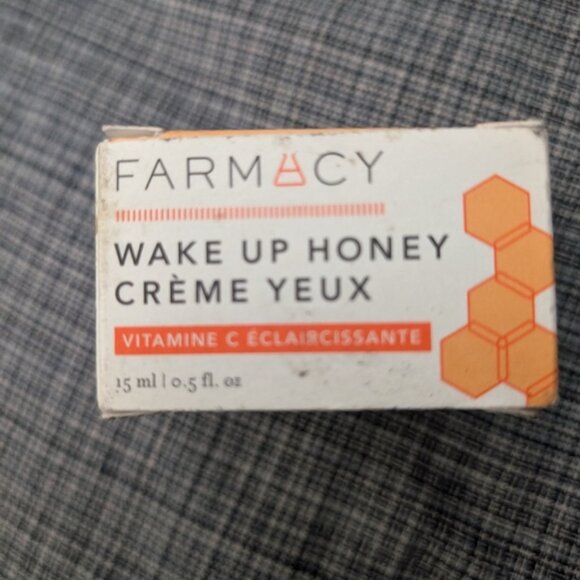 FARMACY
WAKE UP HONEY
CRÈME YEUX
VITAMINE C ÉCLAIRCISSANTE
15 ml | 0.5 fl. oz